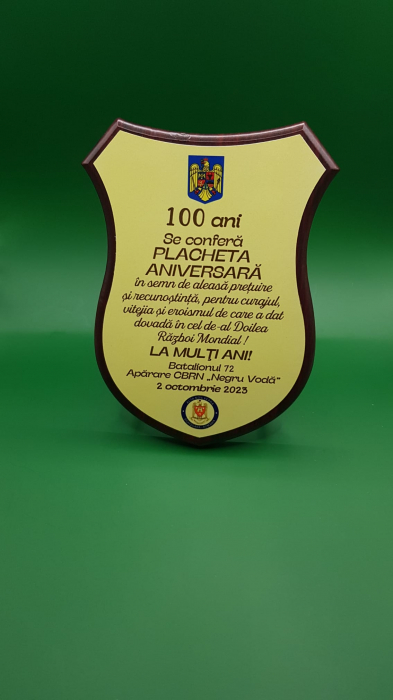 100 ani
Se conferă
PLACHETA
ANIVERSARĂ
în semn de aleasă prețuire
și recunoștință, pentru curajul,
vitejia și eroismul de care a dat
dovadă în cel de-al Doilea
Război Mondial !
LA MULȚI ANI!
Batalionul 72
Apărare CBRN „Negru Vodă"
2 octombrie 2023